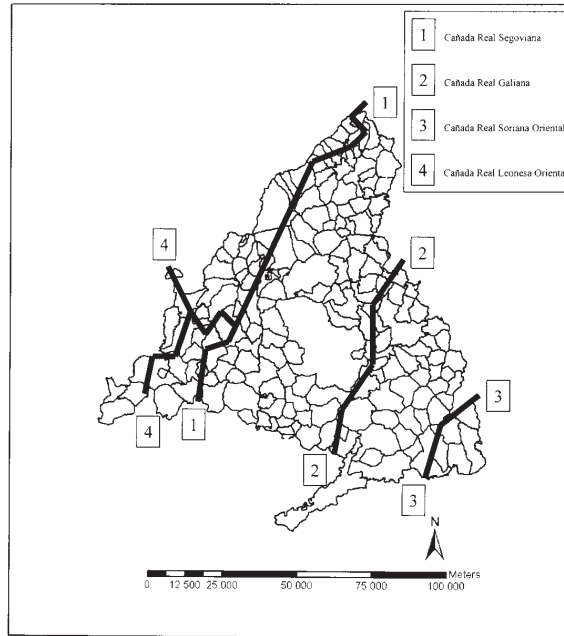 1 Cañada Real Segoviana
2 Cañada Real Galiana
3 Cañada Real Soriana Oriental
4 Cañada Real Leonesa Oriental
1
4
2
3
4
1
2
3
N
Meters
0 12 500 25.000 50 000 75 000 100 000